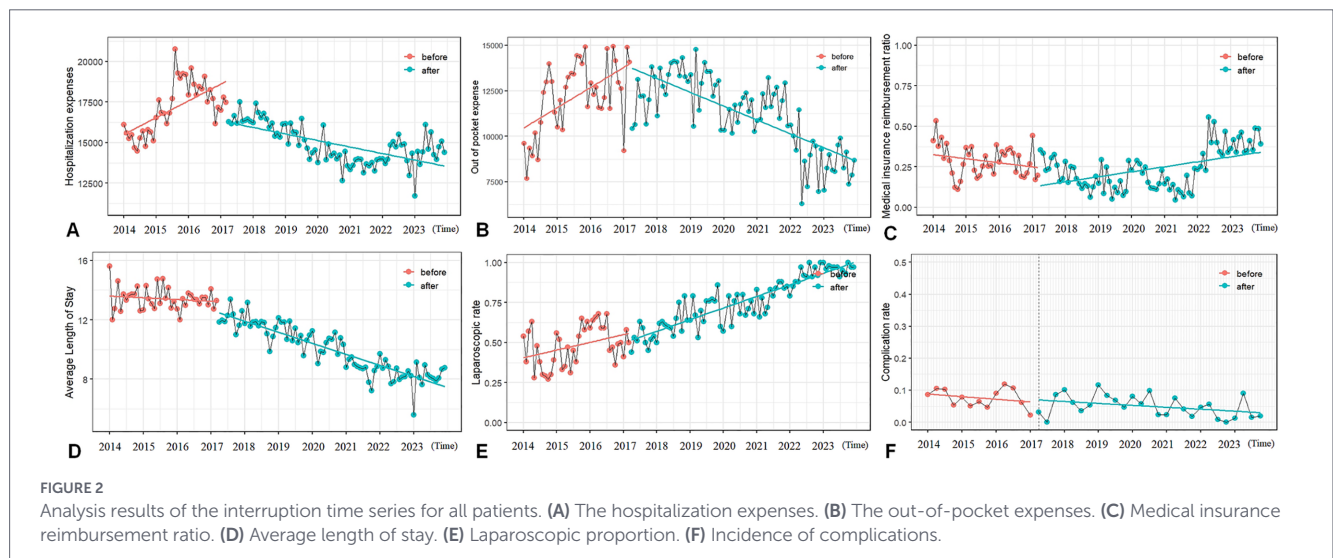 before
after
20000
17500
15000
12500
Hospitalization expenses
A
2014 2015 2016 2017 2018 2019 2020 2021 2022 2023 (Time)
before
after
15000
12500
10000
7500
Out of pocket expense
B
2014 2015 2016 2017 2018 2019 2020 2021 2022 2023 (Time)
before
after
1.00
0.75
0.50
0.25
0.00
Medical insurance reimbursement ratio
C
2014 2015 2016 2017 2018 2019 2020 2021 2022 2023 (Time)
before
after
16
12
8
Average Length of Stay
D
2014 2015 2016 2017 2018 2019 2020 2021 2022 2023 (Time)
before
after
1.00
0.75
0.50
0.25
0.00
Laparoscopic rate
E
2014 2015 2016 2017 2018 2019 2020 2021 2022 2023 (Time)
before
after
0.5
0.4
0.3
0.2
0.1
0.0
Complication rate
F
2014 2015 2016 2017 2018 2019 2020 2021 2022 2023 (Time)
FIGURE 2
Analysis results of the interruption time series for all patients. (A) The hospitalization expenses. (B) The out-of-pocket expenses. (C) Medical insurance
reimbursement ratio. (D) Average length of stay. (E) Laparoscopic proportion. (F) Incidence of complications.